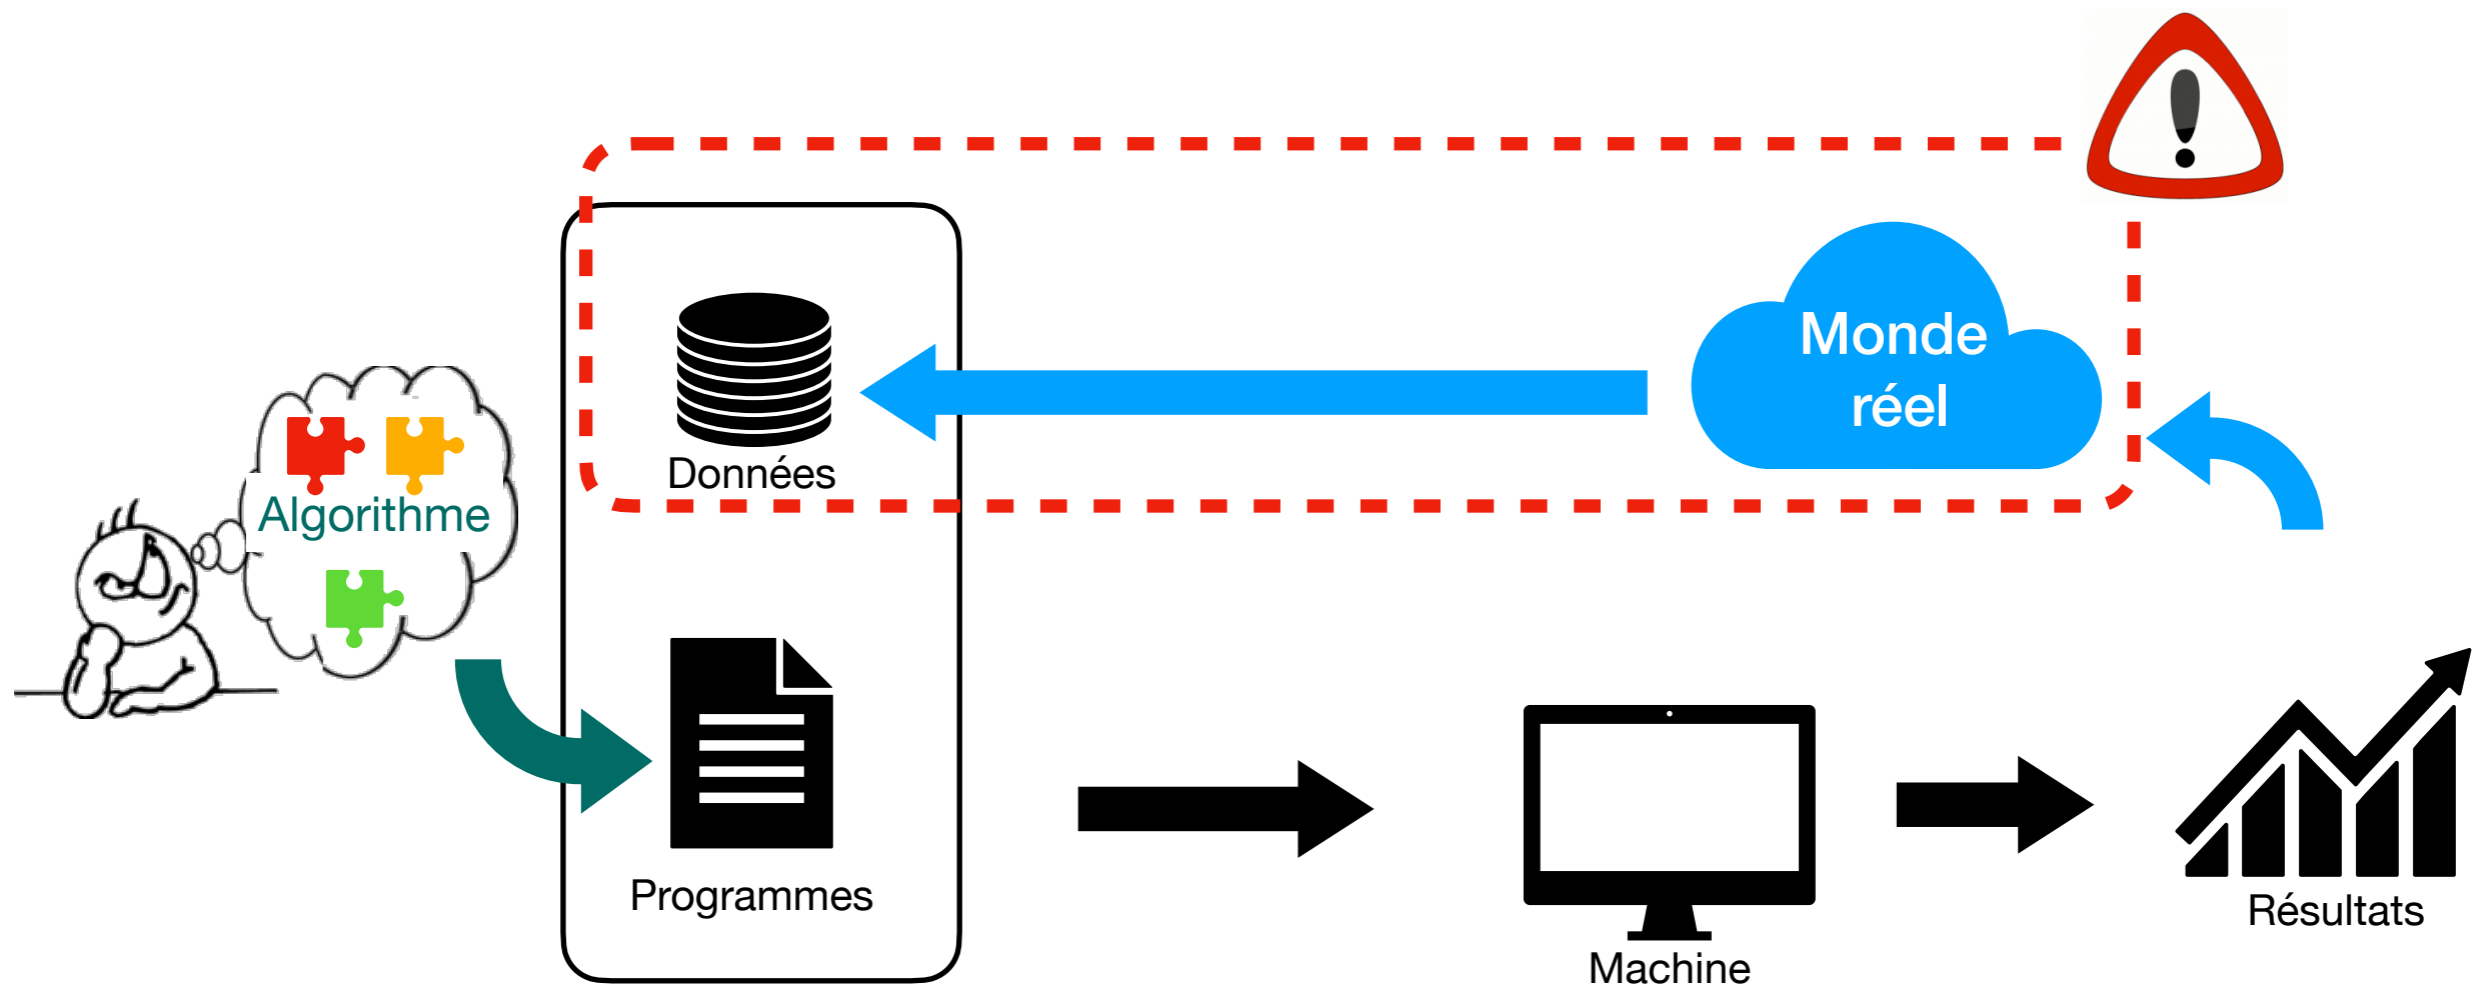 Monde
réel
Données
Algorithme
Programmes
Machine
Résultats